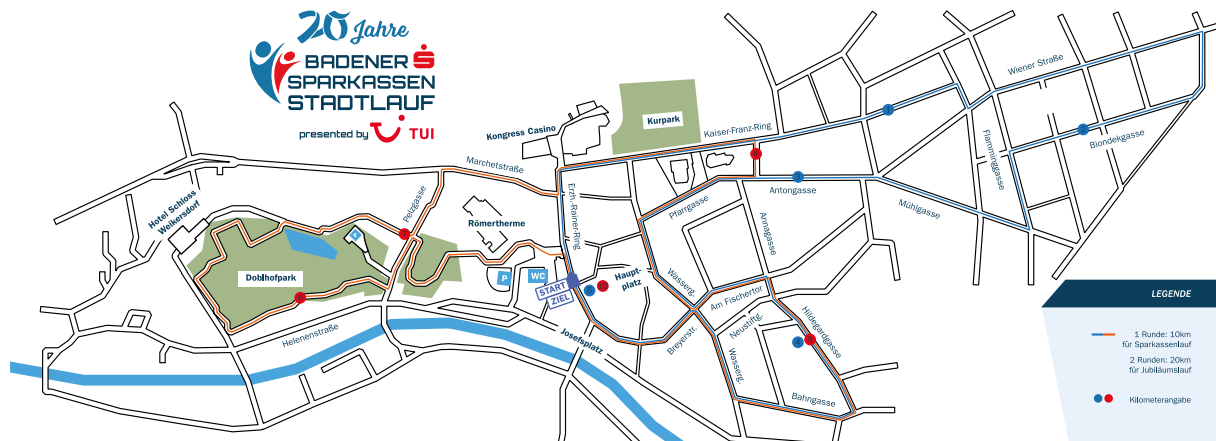 20 Jahre
BADENER
SPARKASSEN
STADTLAUF
presented by TUI
Kongress Casino
Kurpark
Kaiser-Franz-Ring
Wiener Straße
Flamminggasse
Biondekgasse
Marchetstraße
Pelzgasse
Hotel Schloss
Weikersdorf
Römertherme
Erzh.-Rainer-Ring
Pfarrgasse
Antongasse
Mühlgasse
Annagasse
Doblhofpark
P
WC
START
ZIEL
Haupt-
platz
Wasserg.
Am Fischertor
Helenenstraße
Josefsplatz
Breyerstr.
Neustiftg.
Hildegardgasse
Wasserg.
Bahngasse
LEGENDE
1 Runde: 10km
für Sparkassenlauf
2 Runden: 20km
für Jubiläumslauf
Kilometerangabe